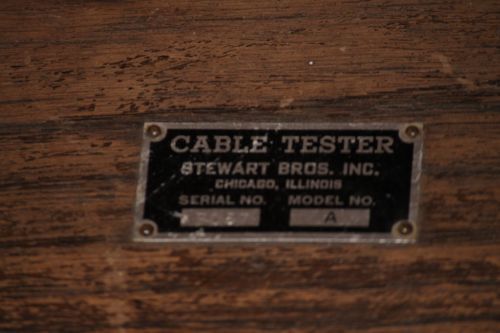 CABLE TESTER
STEWART BROS. INC.
CHICAGO, ILLINOIS
SERIAL NO. MODEL NO.
A